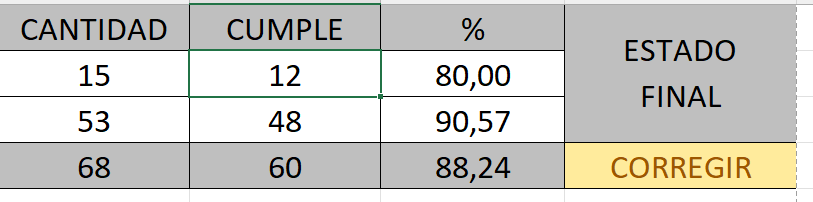 CANTIDAD CUMPLE % ESTADO FINAL
15 12 80,00
53 48 90,57
68 60 88,24 CORREGIR